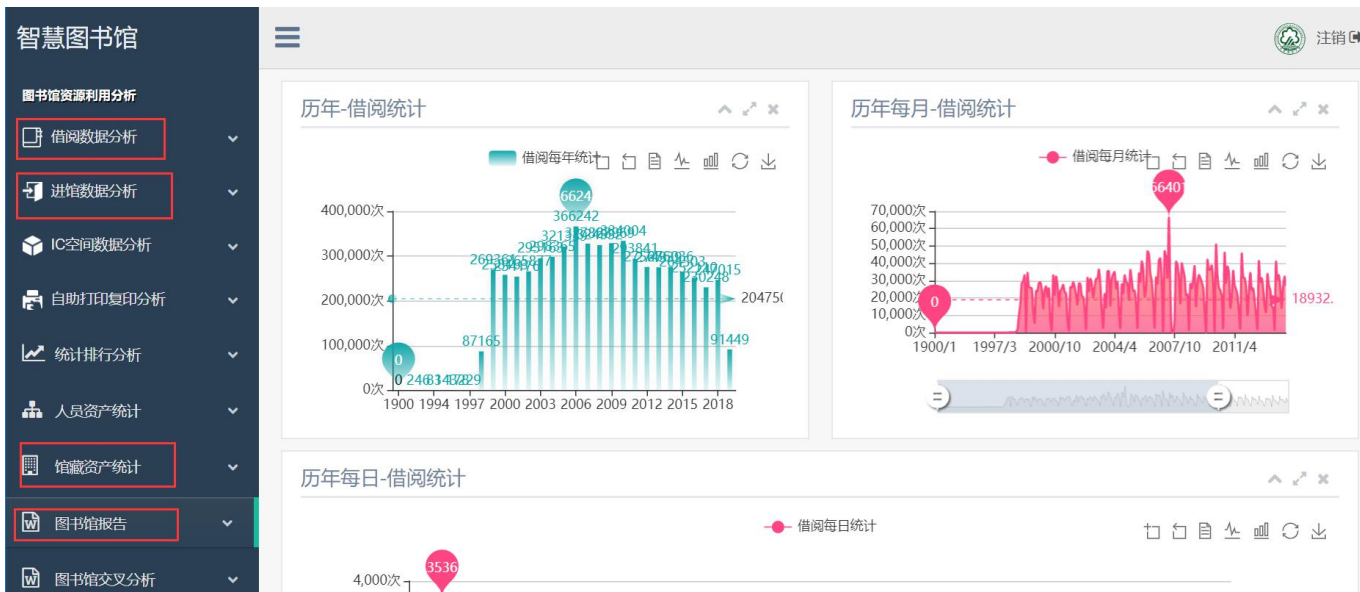 智慧图书馆
注销
图书馆资源利用分析
借阅数据分析
进馆数据分析
IC空间数据分析
自助打印复印分析
统计排行分析
人员资产统计
馆藏资产统计
图书馆报告
图书馆交叉分析
历年-借阅统计
借阅每年统计
400,000次
300,000次
200,000次
100,000次
0次
6624
366242
87165
91449
0
0
1900 1994 1997 2000 2003 2006 2009 2012 2015 2018
历年每月-借阅统计
借阅每月统计
70,000次
60,000次
50,000次
40,000次
30,000次
20,000次
10,000次
0次
0
18932.
1900/1 1997/3 2000/10 2004/4 2007/10 2011/4
历年每日-借阅统计
借阅每日统计
4,000次
3536